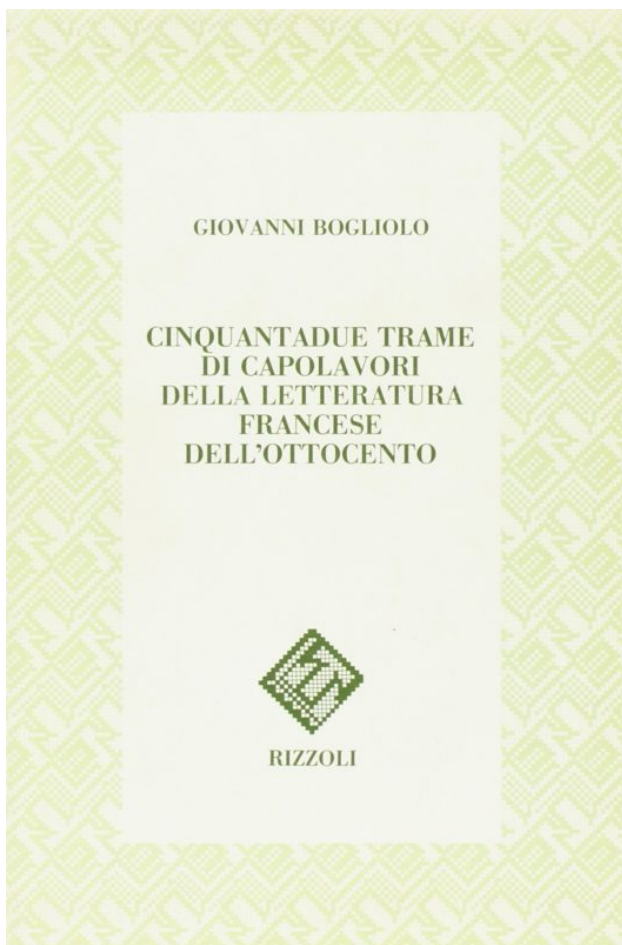 GIOVANNI BOGLIOLO
CINQUANTADUE TRAME
DI CAPOLAVORI
DELLA LETTERATURA
FRANCESE
DELL'OTTOCENTO
RIZZOLI